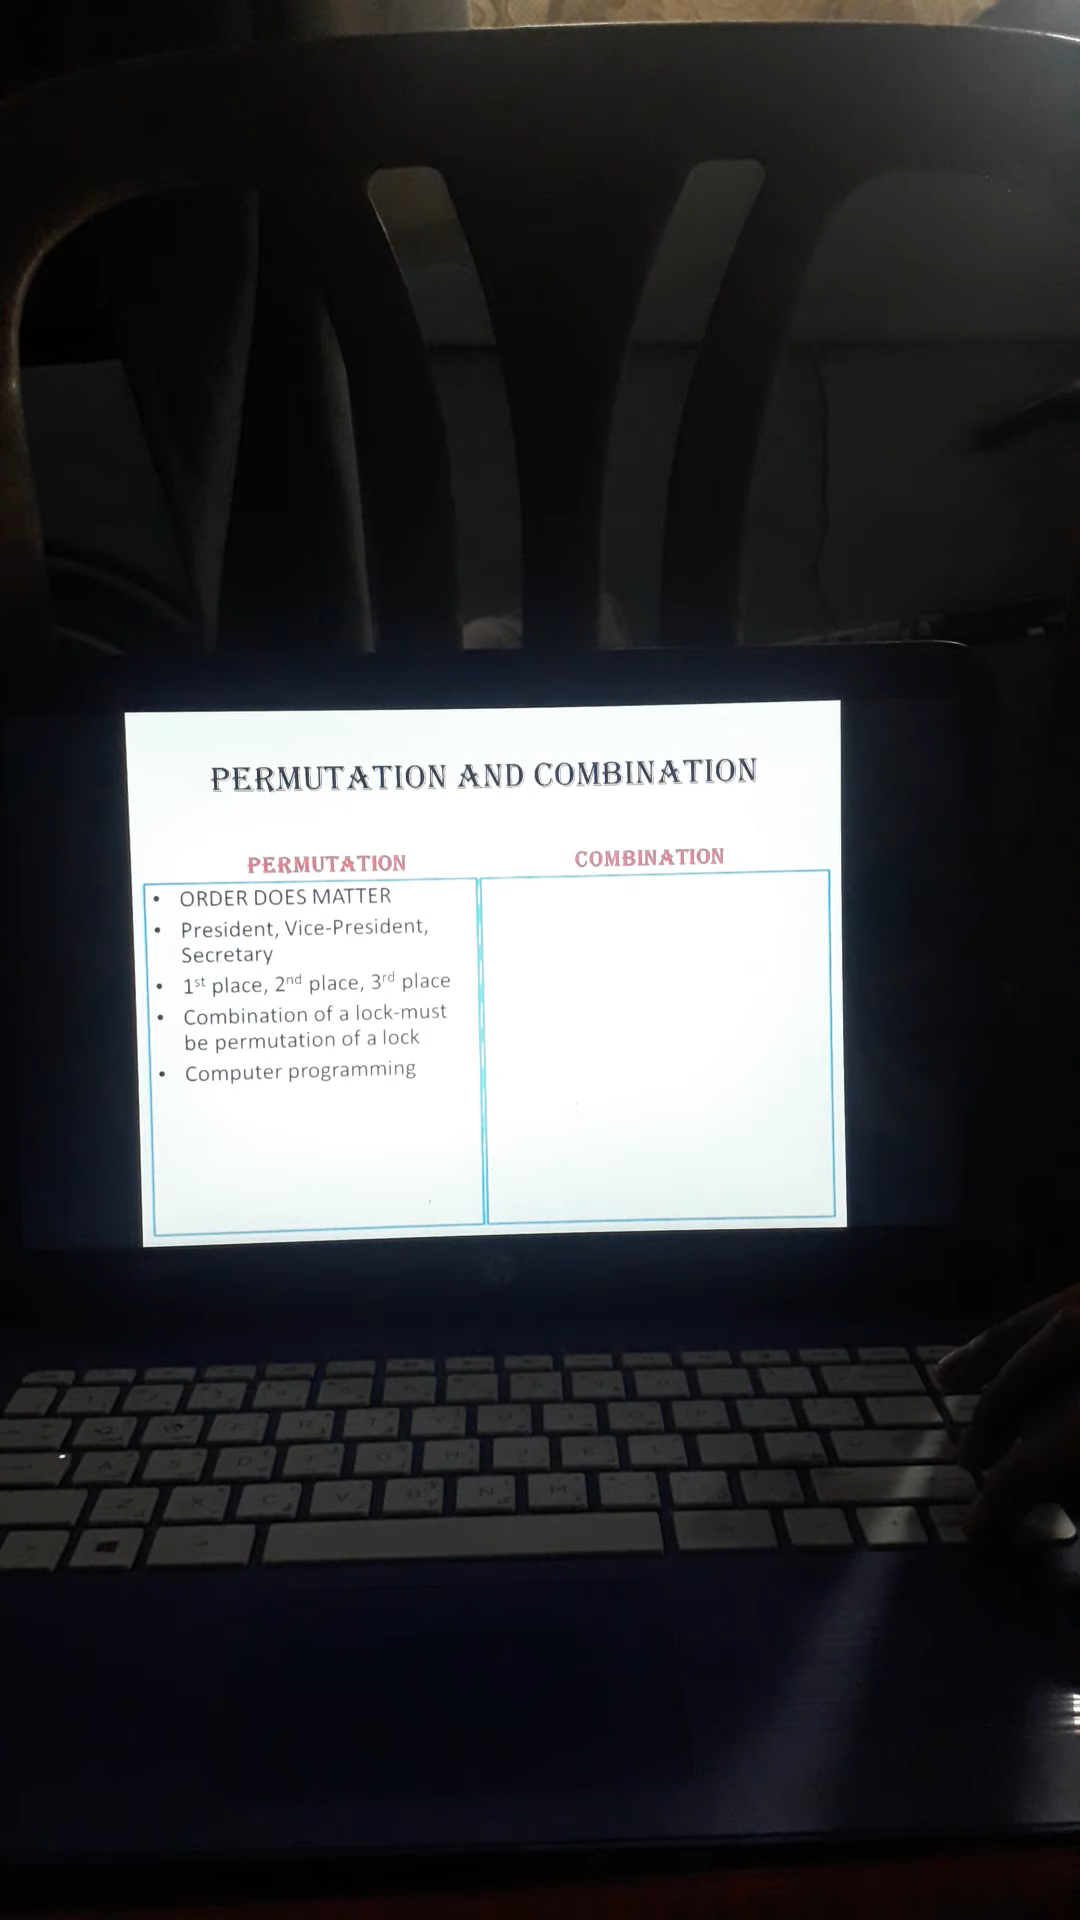 PERMUTATION AND COMBINATION
PERMUTATION
COMBINATION
• ORDER DOES MATTER
• President, Vice-President,
Secretary
• 1st place, 2nd place, 3rd place
• Combination of a lock-must
be permutation of a lock
• Computer programming